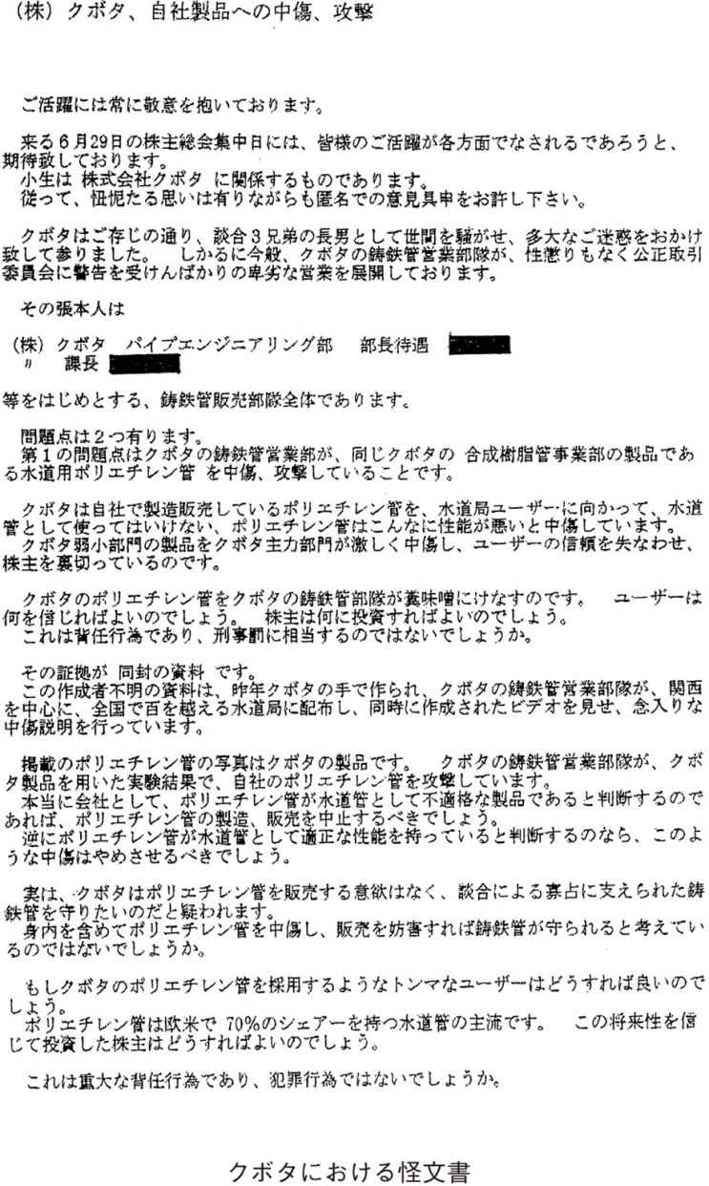 （株）クボタ、自社製品への中傷、攻撃
ご活躍には常に敬意を抱いております。
来る６月29日の株主総会集中日には、皆様のご活躍が各方面でなされるであろうと、
期待致しております。
小生は 株式会社クボタ に関係するものであります。
従って、忸怩たる思いは有りながらも匿名での意見具申をお許し下さい。
クボタはご存じの通り、談合３兄弟の長男として世間を騒がせ、多大なご迷惑をおかけ
致して参りました。　しかるに今般、クボタの鋳鉄管営業部隊が、性懲りもなく公正取引
委員会に警告を受けんばかりの卑劣な営業を展開しております。
その張本人は
（株）クボタ　パイプエンジニアリング部　部長待遇
〃　課長
等をはじめとする、鋳鉄管販売部隊全体であります。
問題点は２つ有ります。
第１の問題点はクボタの鋳鉄管営業部が、同じクボタの 合成樹脂管事業部の製品であ
る水道用ポリエチレン管 を中傷、攻撃していることです。
クボタは自社で製造販売しているポリエチレン管を、水道局ユーザーに向かって、水道
管として使ってはいけない、ポリエチレン管はこんなに性能が悪いと中傷しています。
クボタ弱小部門の製品をクボタ主力部門が激しく中傷し、ユーザーの信頼を失なわせ、
株主を裏切っているのです。
クボタのポリエチレン管をクボタの鋳鉄管部隊が糞味噌にけなすのです。　ユーザーは
何を信じればよいのでしょう。　株主は何に投資すればよいのでしょう。
これは背任行為であり、刑事罰に相当するのではないでしょうか。
その証拠が 同封の資料 です。
この作成者不明の資料は、昨年クボタの手で作られ、クボタの鋳鉄管営業部隊が、関西
を中心に、全国で百を越える水道局に配布し、同時に作成されたビデオを見せ、念入りな
中傷説明を行っています。
掲載のポリエチレン管の写真はクボタの製品です。　クボタの鋳鉄管営業部隊が、クボ
タ製品を用いた実験結果で、自社のポリエチレン管を攻撃しています。
本当に会社として、ポリエチレン管が水道管として不適格な製品であると判断するので
あれば、ポリエチレン管の製造、販売を中止するべきでしょう。
逆にポリエチレン管が水道管として適正な性能を持っていると判断するのなら、このよ
うな中傷はやめさせるべきでしょう。
実は、クボタはポリエチレン管を販売する意欲はなく、談合による寡占に支えられた鋳
鉄管を守りたいのだと疑われます。
身内を含めてポリエチレン管を中傷し、販売を妨害すれば鋳鉄管が守られると考えてい
るのではないでしょうか。
もしクボタのポリエチレン管を採用するようなトンマなユーザーはどうすれば良いので
しょう。
ポリエチレン管は欧米で 70％のシェアーを持つ水道管の主流です。　この将来性を信
じて投資した株主はどうすればよいのでしょう。
これは重大な背任行為であり、犯罪行為ではないでしょうか。
クボタにおける怪文書